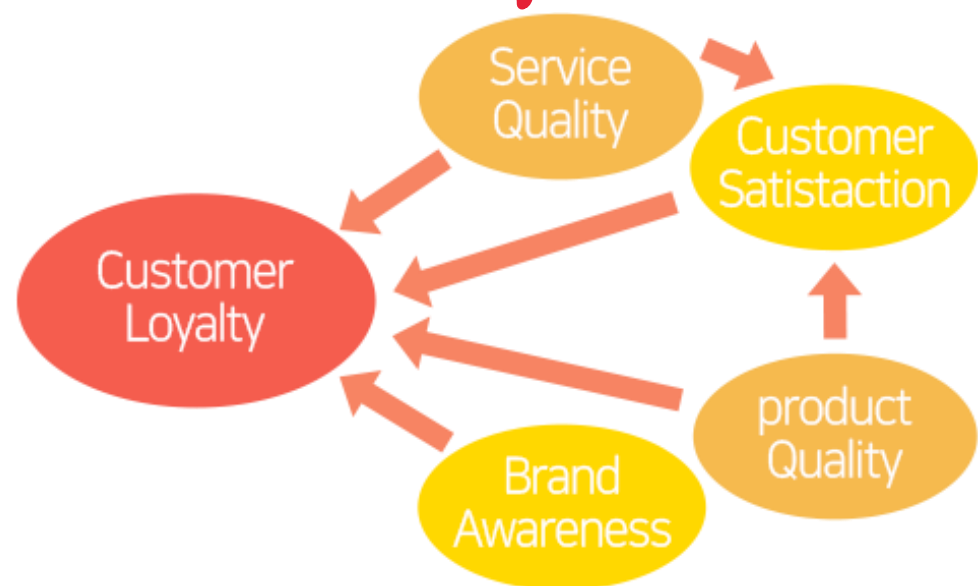 Service
Quality
Customer
Satistaction
Customer
Loyalty
product
Quality
Brand
Awareness